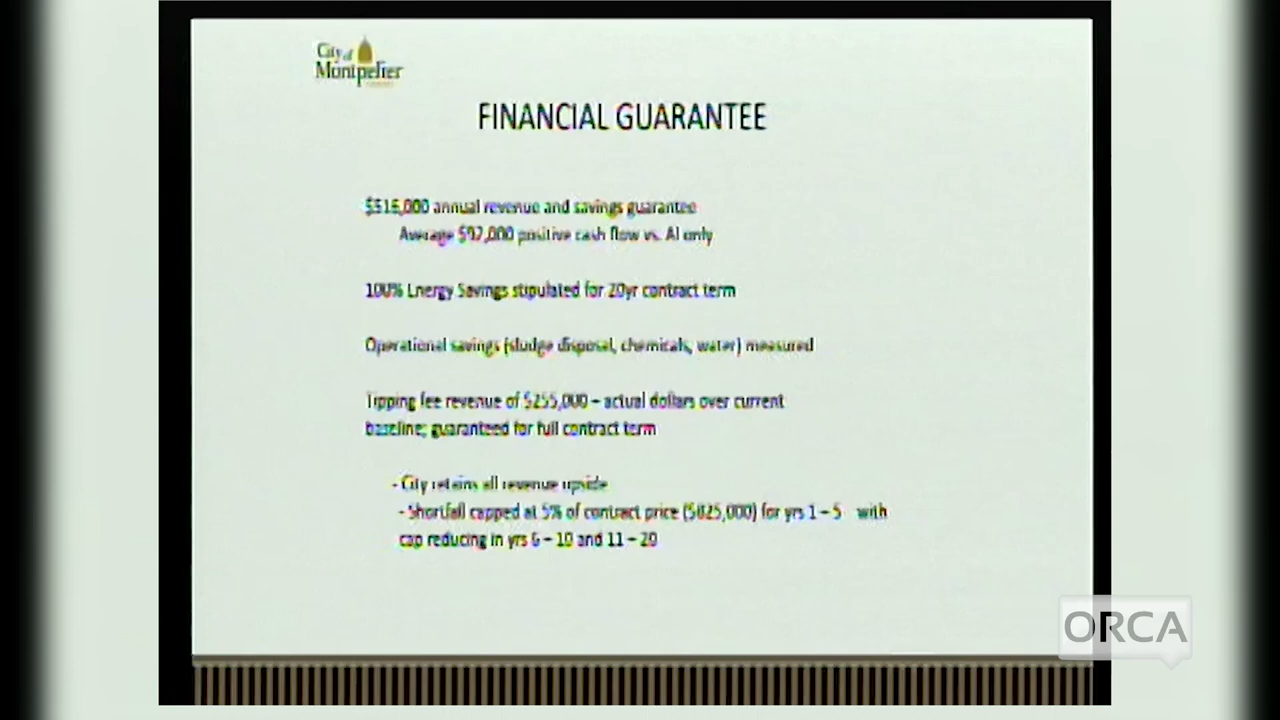 City of
Montpelier
FINANCIAL GUARANTEE
annual revenue and savings guarantee
Average positive cash flow vs. AI only
100% Energy Savings stipulated for 20yr contract term
Operational savings (sludge disposal, chemicals, water) measured
Tipping fee revenue of $255,000 – actual dollars over current
baseline; guaranteed for full contract term
- City retains all revenue upside
- Shortfall capped at 5% of contract price ($825,000) for yrs 1 – 5 with
cap reducing in yrs 6 – 10 and 11 – 20
ORCA